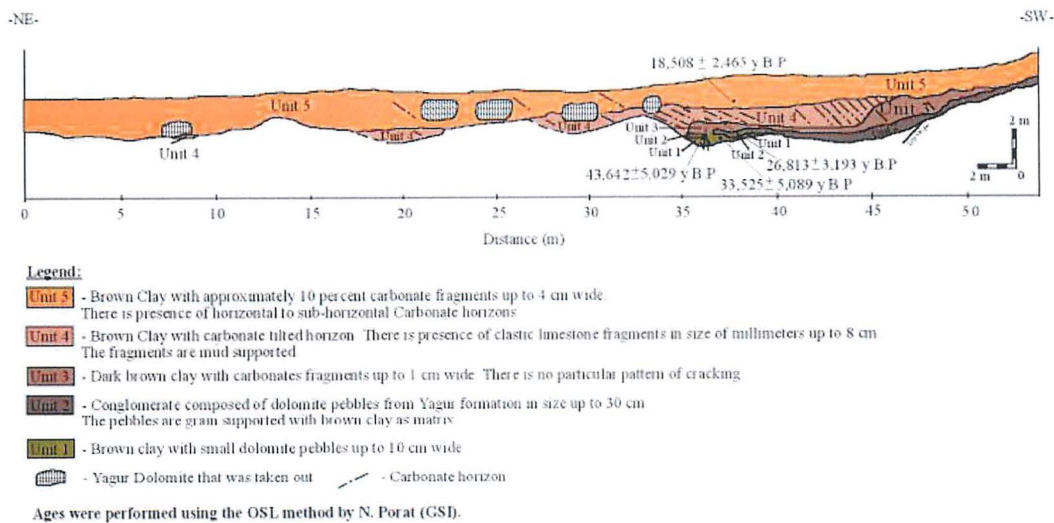 -NE-
-SW-
18,508 ± 2,465 y B P
Unit 5
Unit 5
Unit 4
Unit 3
Unit 4
Unit 4
Unit 3
Unit 2
Unit 1
Unit 1
Unit 2
Unit 4
26,813±3,193 y B P
43,642±5,029 y B P
33,525± 5,089 y B P
2 m
2 m
0
0 5 10 15 20 25 30 35 40 45 50
Distance (m)
Legend:
Unit 5 - Brown Clay with approximately 10 percent carbonate fragments up to 4 cm wide
There is presence of horizontal to sub-horizontal Carbonate horizons
Unit 4 - Brown Clay with carbonate tilted horizon There is presence of clastic limestone fragments in size of millimeters up to 8 cm
The fragments are mud supported
Unit 3 - Dark brown clay with carbonates fragments up to 1 cm wide There is no particular pattern of cracking
Unit 2 - Conglomerate composed of dolomite pebbles from Yagur formation in size up to 30 cm
The pebbles are grain supported with brown clay as matrix
Unit 1 - Brown clay with small dolomite pebbles up to 10 cm wide
- Yagur Dolomite that was taken out
- Carbonate horizon
Ages were performed using the OSL method by N. Porat (GSI).